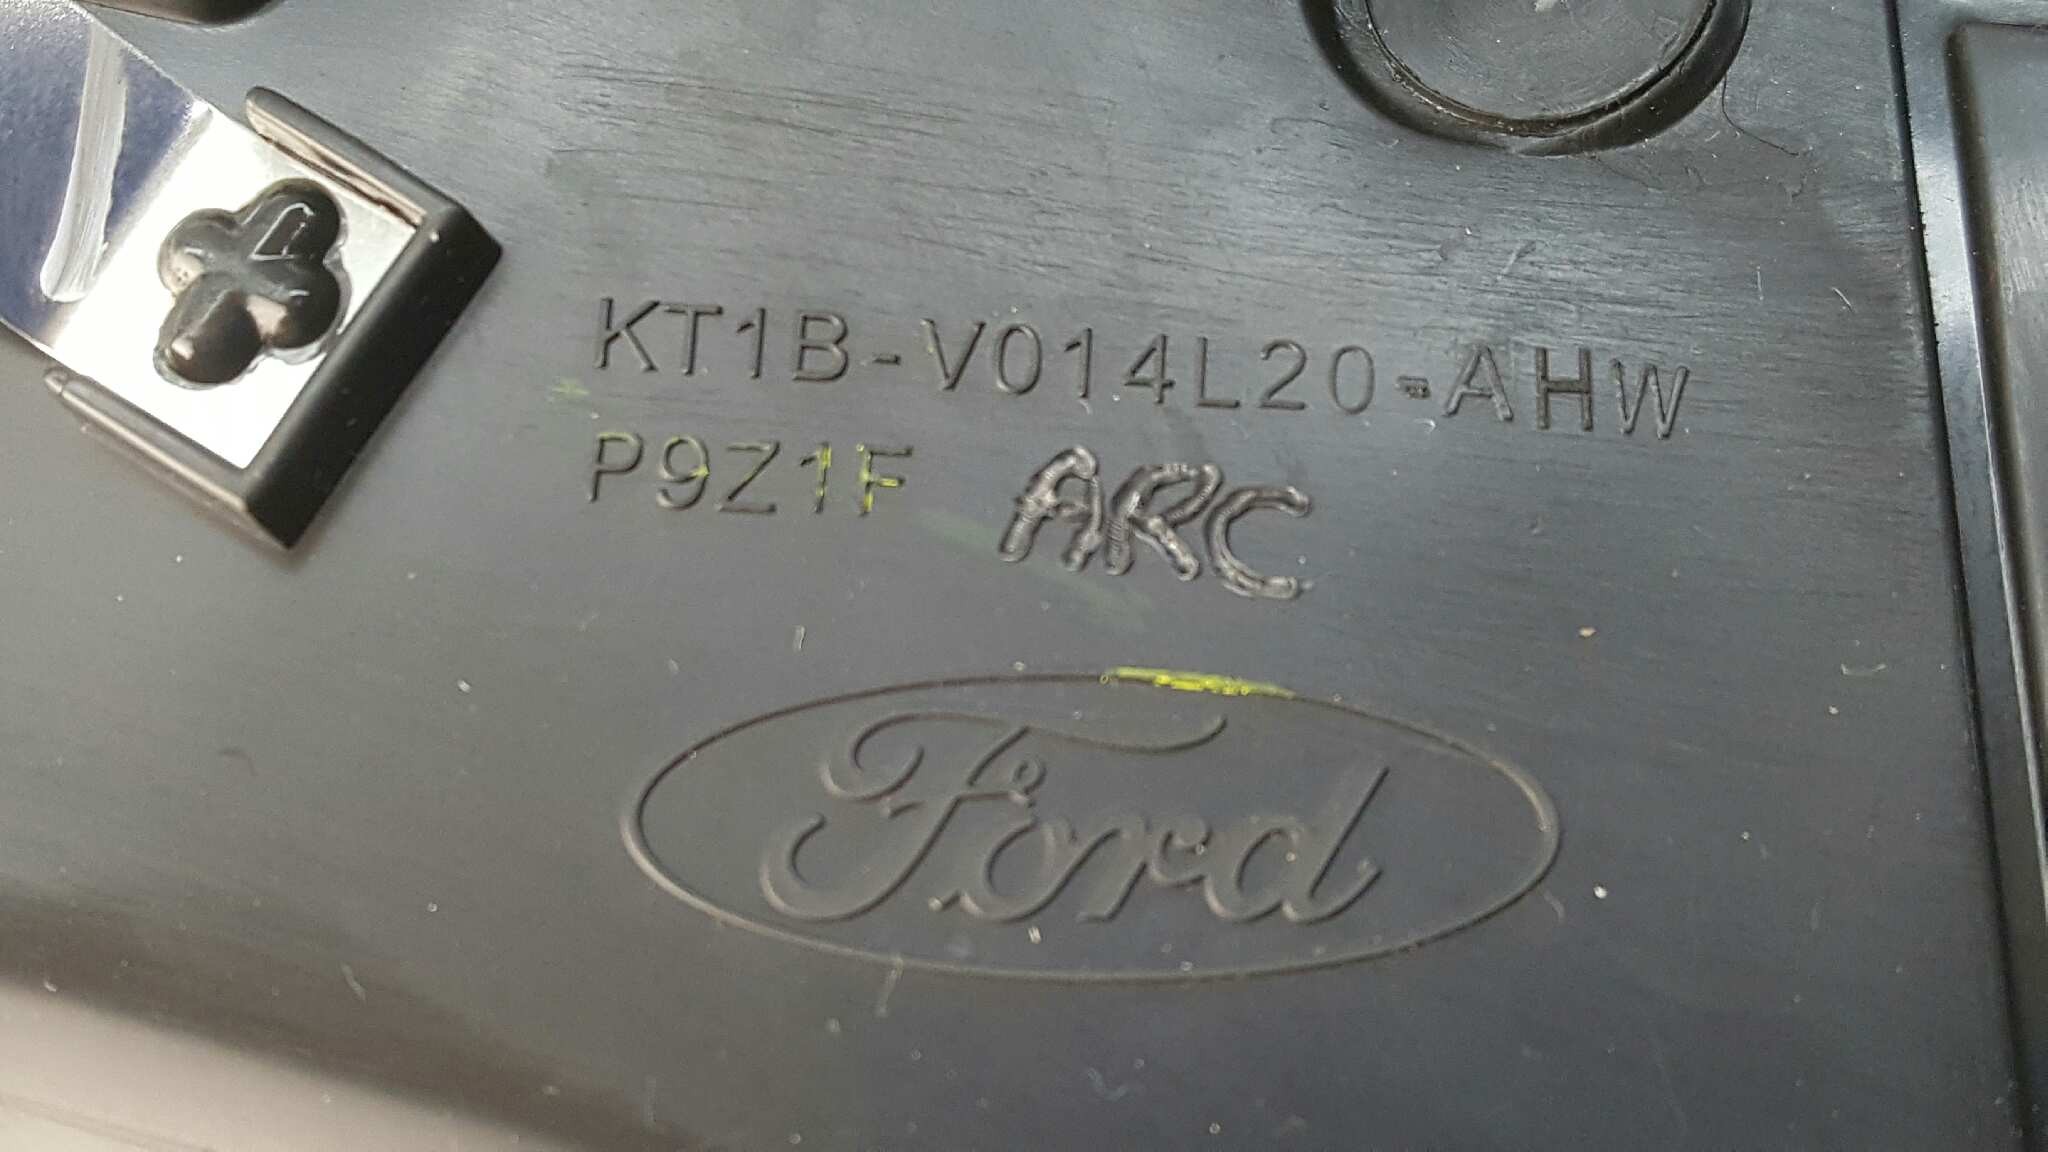 KT1B-V014L20-AHW
P9Z1F ARC
Ford